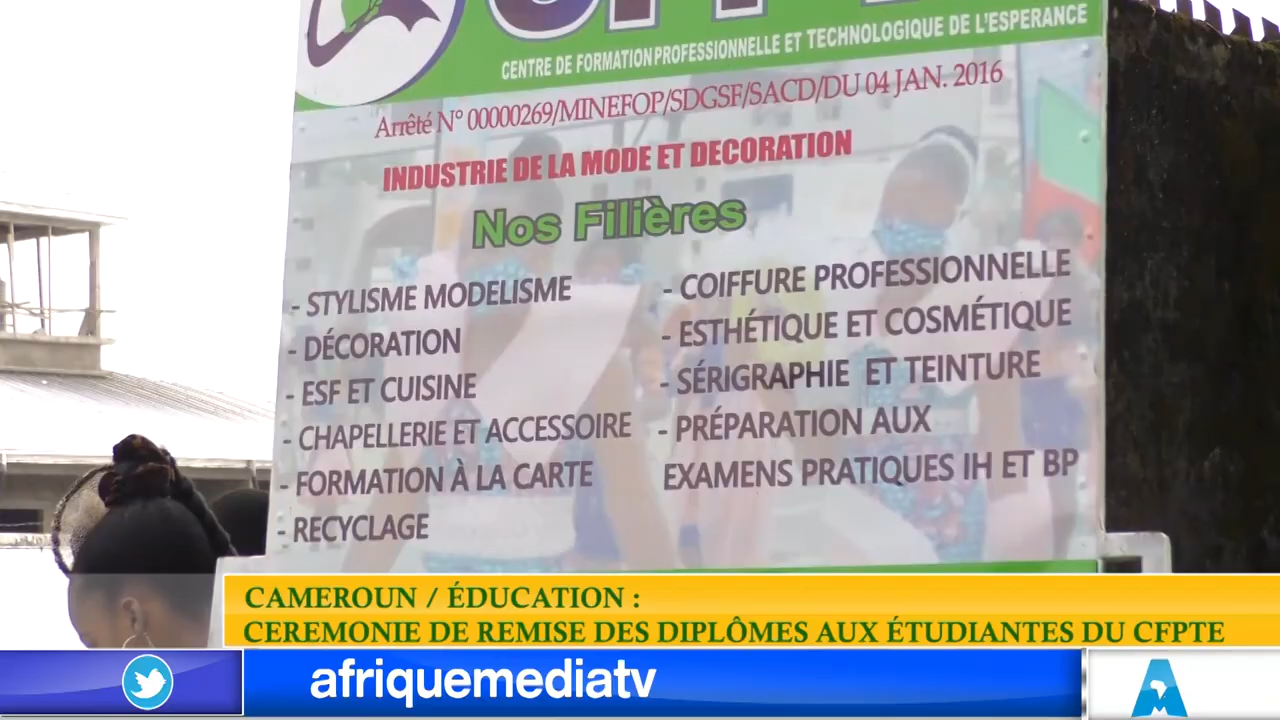 CENTRE DE FORMATION PROFESSIONNELLE ET TECHNOLOGIQUE DE L'ESPERANCE
Arrêté N° 00000269/MINEFOP/SDGSF/SACD/DU 04 JAN. 2016
INDUSTRIE DE LA MODE ET DECORATION
Nos Filières
- STYLISME MODELISME
- DÉCORATION
- ESF ET CUISINE
- CHAPELLERIE ET ACCESSOIRE
- FORMATION À LA CARTE
- RECYCLAGE
- COIFFURE PROFESSIONNELLE
- ESTHÉTIQUE ET COSMÉTIQUE
- SÉRIGRAPHIE ET TEINTURE
- PRÉPARATION AUX
EXAMENS PRATIQUES IH ET BP
CAMEROUN / ÉDUCATION :
CEREMONIE DE REMISE DES DIPLÔMES AUX ÉTUDIANTES DU CFPTE
afriquemediatv